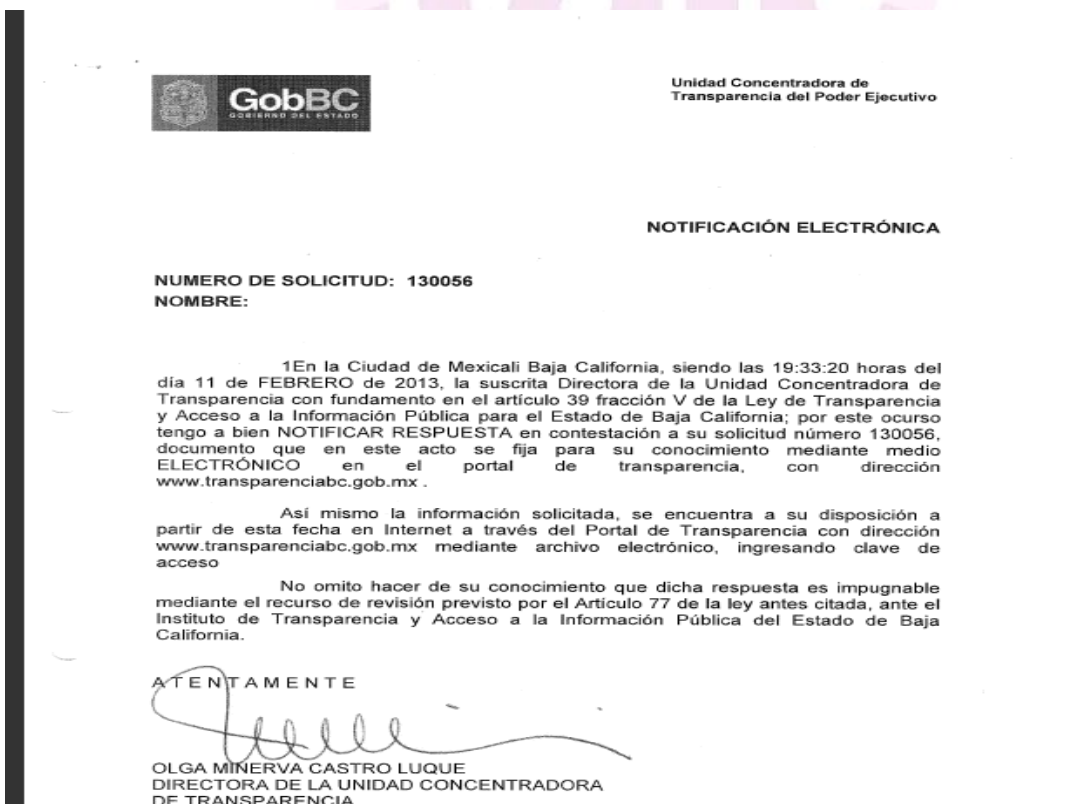 GobBC
GOBIERNO DEL ESTADO
Unidad Concentradora de
Transparencia del Poder Ejecutivo
NOTIFICACIÓN ELECTRÓNICA
NUMERO DE SOLICITUD: 130056
NOMBRE:
1En la Ciudad de Mexicali Baja California, siendo las 19:33:20 horas del
día 11 de FEBRERO de 2013, la suscrita Directora de la Unidad Concentradora de
Transparencia con fundamento en el artículo 39 fracción V de la Ley de Transparencia
y Acceso a la Información Pública para el Estado de Baja California; por este ocurso
tengo a bien NOTIFICAR RESPUESTA en contestación a su solicitud número 130056,
documento que en este acto se fija para su conocimiento mediante medio
ELECTRÓNICO en el portal de transparencia, con dirección
www.transparenciabc.gob.mx .
Así mismo la información solicitada, se encuentra a su disposición a
partir de esta fecha en Internet a través del Portal de Transparencia con dirección
www.transparenciabc.gob.mx mediante archivo electrónico, ingresando clave de
acceso
No omito hacer de su conocimiento que dicha respuesta es impugnable
mediante el recurso de revisión previsto por el Artículo 77 de la ley antes citada, ante el
Instituto de Transparencia y Acceso a la Información Pública del Estado de Baja
California.
ATENTAMENTE
OLGA MINERVA CASTRO LUQUE
DIRECTORA DE LA UNIDAD CONCENTRADORA
DE TRANSPARENCIA